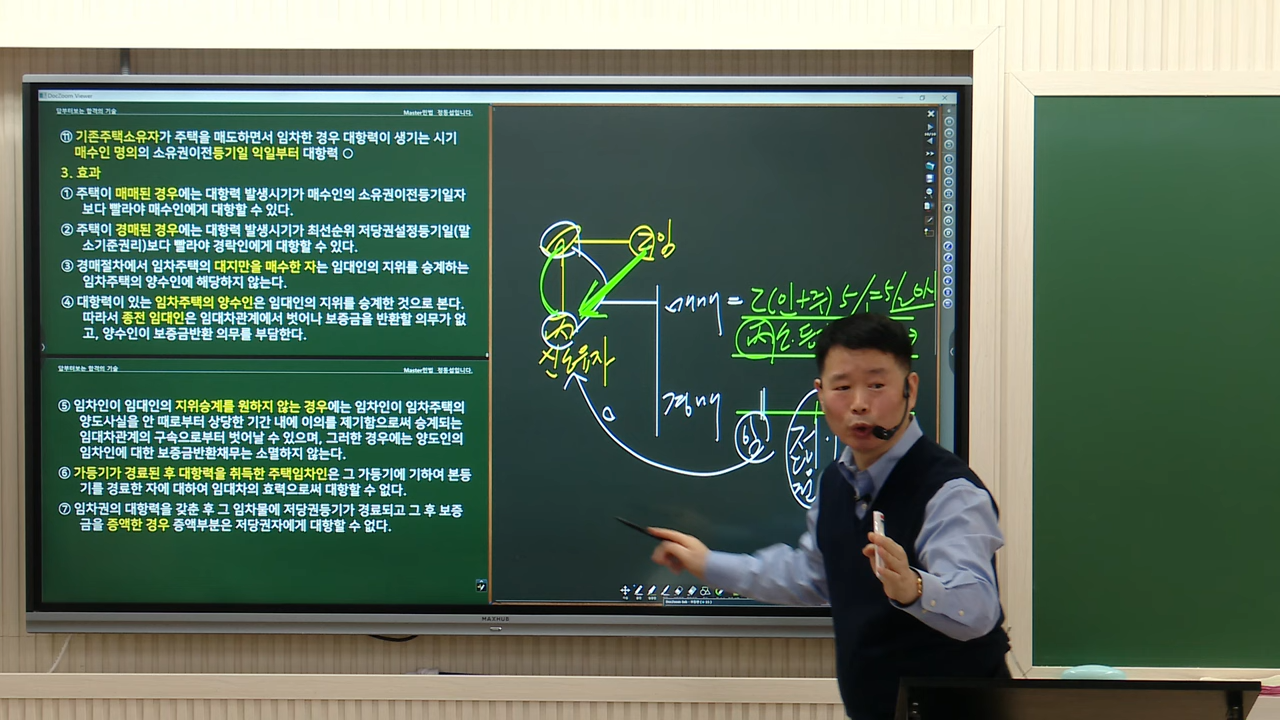 DocZoom Viewer
앞부터보는 합격의 기술
Master민법 정동섭입니다.
⑪ 기존주택소유자가 주택을 매도하면서 임차한 경우 대항력이 생기는 시기
매수인 명의의 소유권이전등기일 익일부터 대항력 ○
3. 효과
① 주택이 매매된 경우에는 대항력 발생시기가 매수인의 소유권이전등기일자
보다 빨라야 매수인에게 대항할 수 있다.
② 주택이 경매된 경우에는 대항력 발생시기가 최선순위 저당권설정등기일(말
소기준권리)보다 빨라야 경락인에게 대항할 수 있다.
③ 경매절차에서 임차주택의 대지만을 매수한 자는 임대인의 지위를 승계하는
임차주택의 양수인에 해당하지 않는다.
④ 대항력이 있는 임차주택의 양수인은 임대인의 지위를 승계한 것으로 본다.
따라서 종전 임대인은 임대차관계에서 벗어나 보증금을 반환할 의무가 없
고, 양수인이 보증금반환 의무를 부담한다.
앞부터보는 합격의 기술
Master민법 정동섭입니다.
⑤ 임차인이 임대인의 지위승계를 원하지 않는 경우에는 임차인이 임차주택의
양도사실을 안 때로부터 상당한 기간 내에 이의를 제기함으로써 승계되는
임대차관계의 구속으로부터 벗어날 수 있으며, 그러한 경우에는 양도인의
임차인에 대한 보증금반환채무는 소멸하지 않는다.
⑥ 가등기가 경료된 후 대항력을 취득한 주택임차인은 그 가등기에 기하여 본등
기를 경료한 자에 대하여 임대차의 효력으로써 대항할 수 없다.
⑦ 임차권의 대항력을 갖춘 후 그 임차물에 저당권등기가 경료되고 그 후 보증
금을 증액한 경우 증액부분은 저당권자에게 대항할 수 없다.
임
매매 =
신소유자
경매
임
MAXHUB